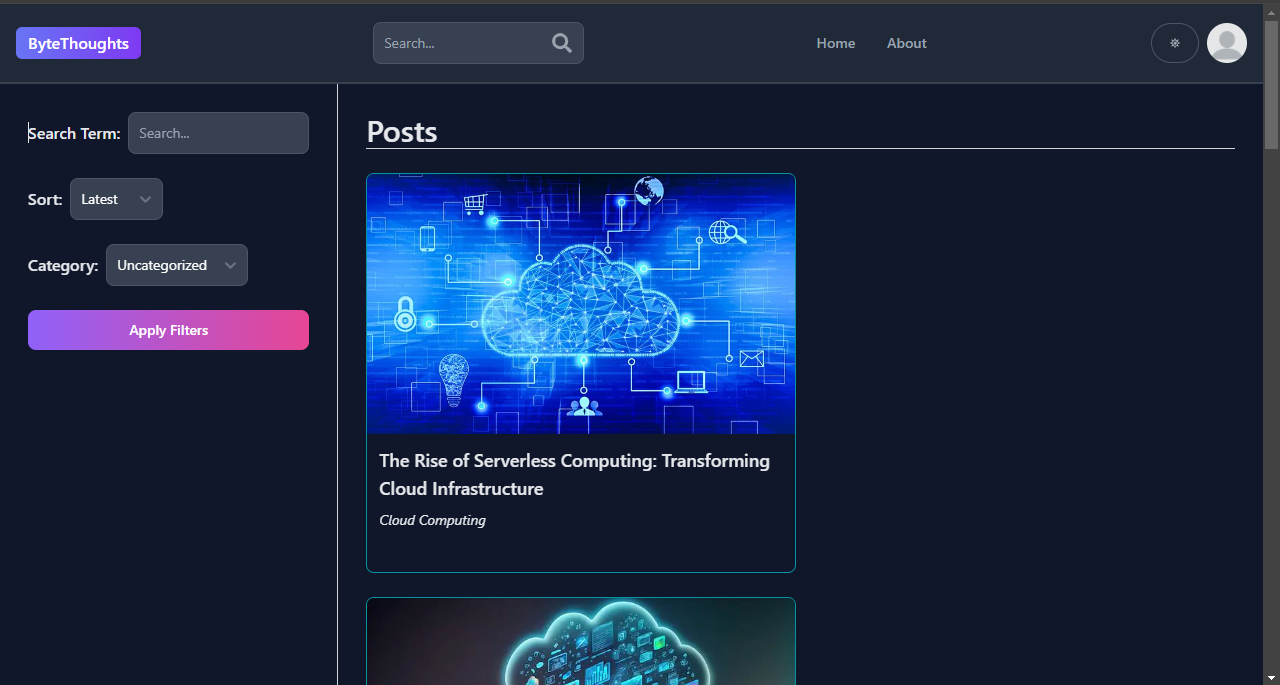 ByteThoughts
Search...
Home
About
Search Term:
Search...
Sort:
Latest
Category:
Uncategorized
Apply Filters
Posts
The Rise of Serverless Computing: Transforming
Cloud Infrastructure
Cloud Computing